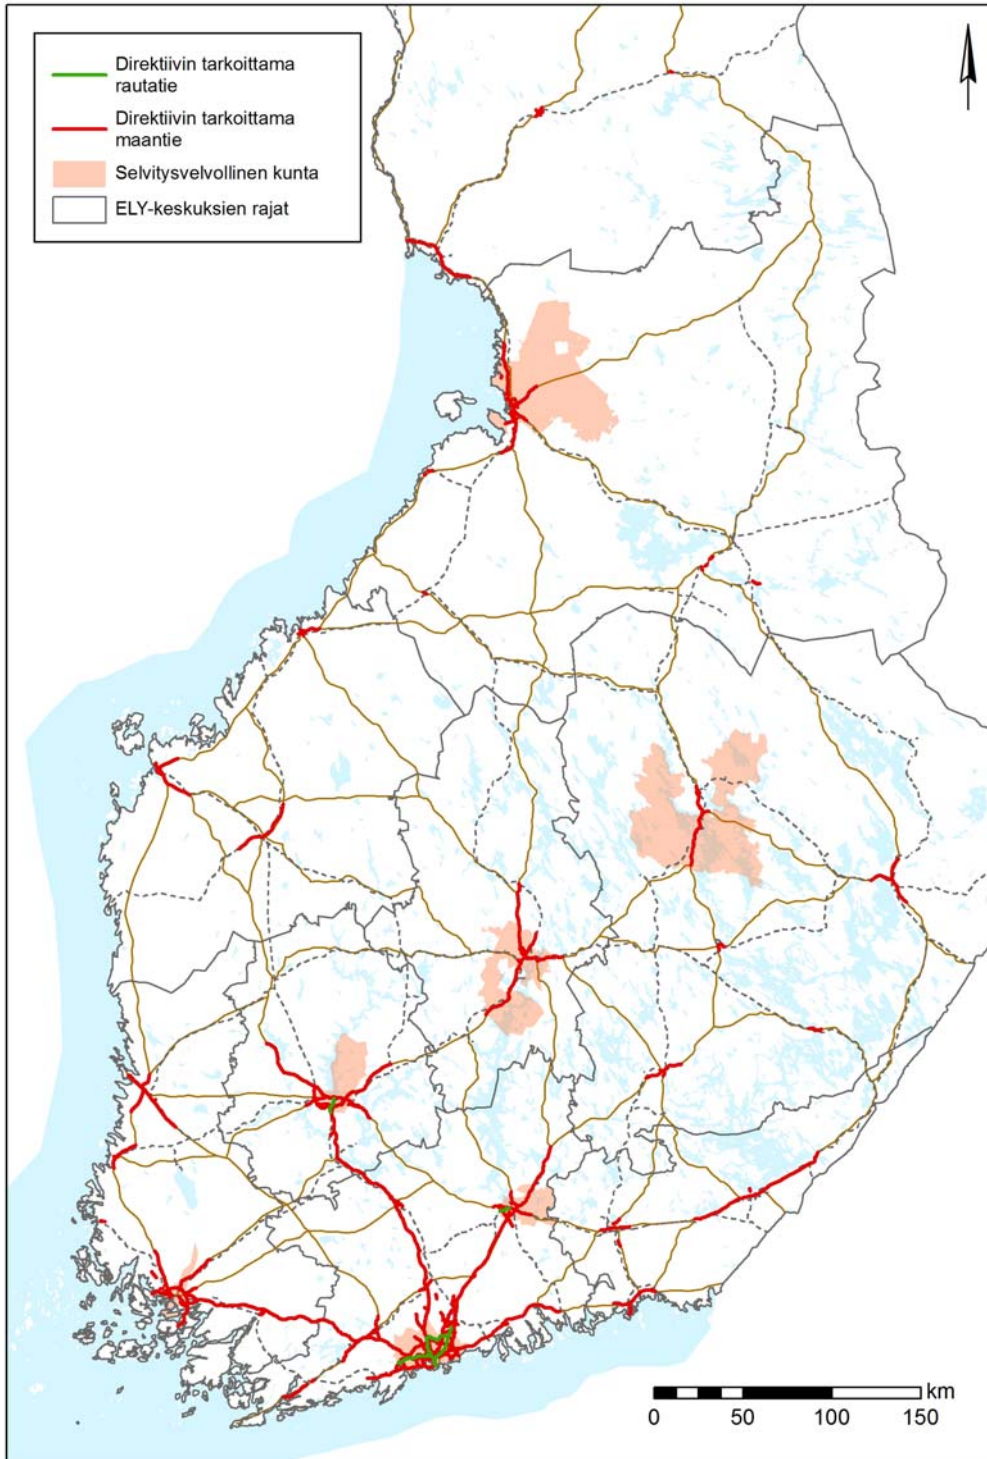 Direktiivin tarkoittama
rautatie
Direktiivin tarkoittama
maantie
Selvitysvelvollinen kunta
ELY-keskuksien rajat
km
0 50 100 150